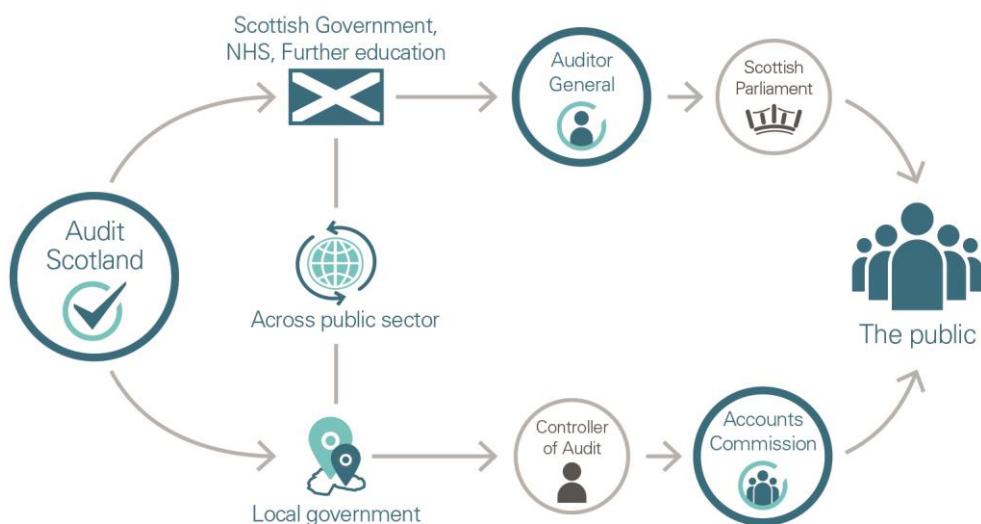 Scottish Government,
NHS, Further education
Auditor
General
Scottish
Parliament
Audit
Scotland
Across public sector
The public
Controller
of Audit
Accounts
Commission
Local government